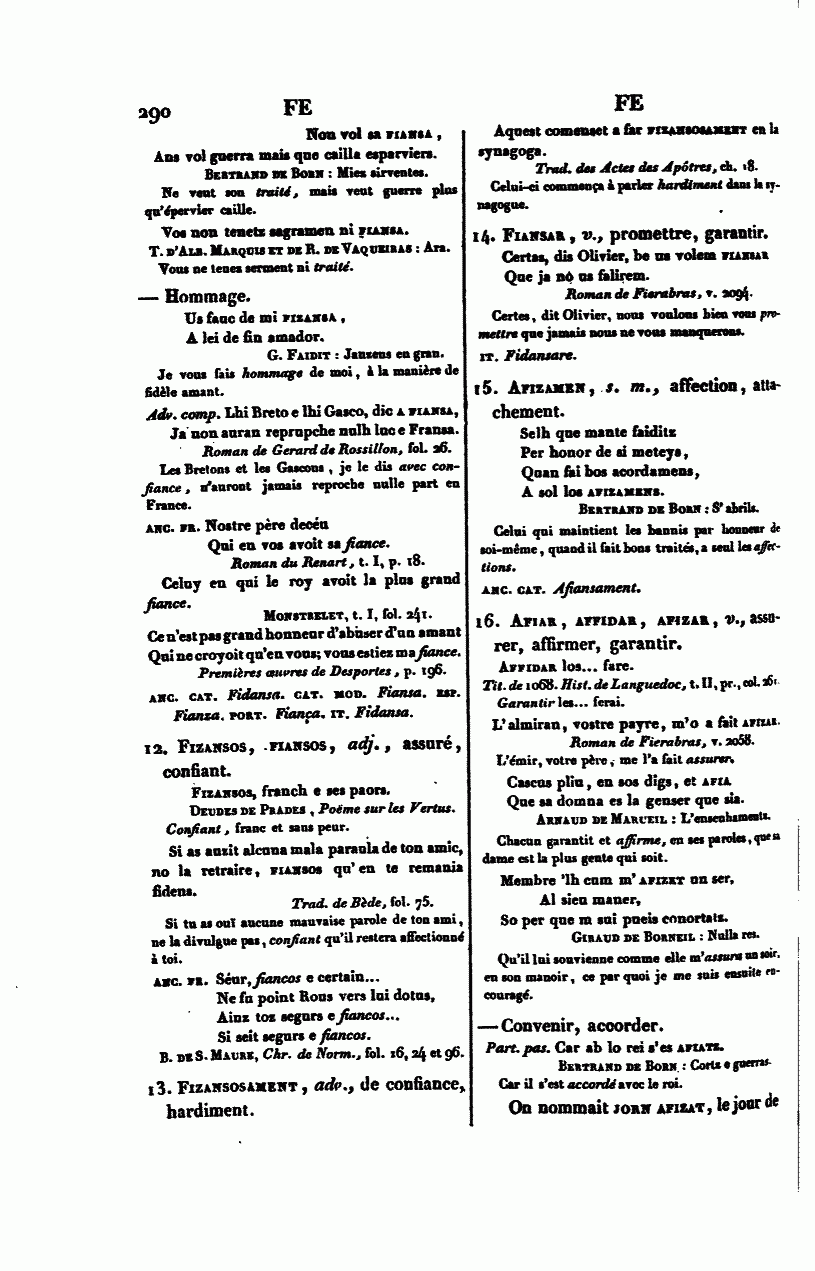 290 FE
Non vol sa FIANSA,
Ans vol guerra mais que cailla esparviers.
BERTRAND DE BORN : Miez sirventes.
Ne veut son traité, mais veut guerre plus
qu'épervier caille.
Vos non tenetz sagramen ni FIANSA.
T. D'ALB. MARQUIS ET DE R. DE VAQUEIRAS : Ara.
Vous ne tenes serment ni traité.
— Hommage.
Us fauc de mi FIZANSA,
A lei de fin amador.
G. FAIDIT : Jauzens en gran.
Je vous fais hommage de moi, à la manière de
fidèle amant.
Adv. comp. Lhi Breto e lhi Gasco, dic A FIANSA,
Ja non auran repropche nulh luc e Fransa.
Roman de Gerard de Rossillon, fol. 26.
Les Bretons et les Gascons, je le dis avec con-
fiance, n'auront jamais reproche nulle part en
France.
ANC. FR. Nostre père decéu
Qui en vos avoit sa fiance.
Roman du Renart, t. I, p. 18.
Celuy en qui le roy avoit la plus grand
fiance.
MONSTRELET, t. I, fol. 241.
Ce n'est pas grand honneur d'abuser d'un amant
Qui ne croyoit qu'en vous; vous estiez ma fiance.
Premières œuvres de Desportes, p. 196.
ANC. CAT. Fidansa. CAT. MOD. Fiansa. ESP.
Fianza. PORT. Fiança. IT. Fidansa.
12. FIZANSOS, FIANSOS, adj., assuré,
confiant.
FIZANSOS, franch e ses paors.
DEUDES DE PRADES, Poëme sur les Vertus.
Confiant, franc et sans peur.
Si as auzit alcuna mala paraula de ton amic,
no la retraire, FIANSOS qu'en te remania
fidens.
Trad. de Bède, fol. 75.
Si tu as ouï aucune mauvaise parole de ton ami,
ne la divulgue pas, confiant qu'il restera affectionné
à toi.
ANC. FR. Séur, fiancos e certain...
Ne fu point Rous vers lui dotus,
Ainz toz segurs e fiancos...
Si seit segurs e fiancos.
B. DE S. MAURE, Chr. de Norm., fol. 16, 24 et 96.
13. FIZANSOSAMENT, adv., de confiance,
hardiment.
FE
Aquest comenset a far FIZANSOSAMENT en la
synagoga.
Trad. des Actes des Apôtres, ch. 18.
Celui-ci commença à parler hardiment dans la sy-
nagogue.
14. FIANSAR, v., promettre, garantir.
Certas, dis Olivier, be us volem FIANSAR
Que ja no us falirem.
Roman de Fierabras, v. 2094.
Certes, dit Olivier, nous voulons bien vous pro-
mettre que jamais nous ne vous manquerons.
IT. Fidansare.
15. AFIZAMEN, s. m., affection, atta-
chement.
Selh que mante faiditz
Per honor de si meteys,
Quan fai bos acordamens,
A sol los AFIZAMENS.
BERTRAND DE BORN : S'abrils.
Celui qui maintient les bannis par honneur de
soi-même, quand il fait bons traités, a seul les affec-
tions.
ANC. CAT. Afiansament.
16. AFIAR, AFFIDAR, AFIZAR, v., assu-
rer, affirmer, garantir.
AFFIDAR los... fare.
Tit. de 1068. Hist. de Languedoc, t. II, pr., col. 261.
Garantir les... ferai.
L'almiran, vostre payre, m'o a fait AFIZAR.
Roman de Fierabras, v. 2058.
L'émir, votre père, me l'a fait assurer.
Cascus pliu, en sos digs, et AFIA
Que sa domna es la genser que sia.
ARNAUD DE MARUEIL : L'ensenhaments.
Chacun garantit et affirme, en ses paroles, que sa
dame est la plus gente qui soit.
Membre 'lh cum m'AFIZET un ser,
Al sieu maner,
So per que m sui pueis conortatz.
GIRAUD DE BORNEIL : Nulla res.
Qu'il lui souvienne comme elle m'assura un soir,
en son manoir, ce par quoi je me suis ensuite en-
couragé.
— Convenir, accorder.
Part. pas. Car ab lo rei s'es AFIATZ.
BERTRAND DE BORN : Cortz e guerras.
Car il s'est accordé avec le roi.
On nommait JORN AFIZAT, le jour de